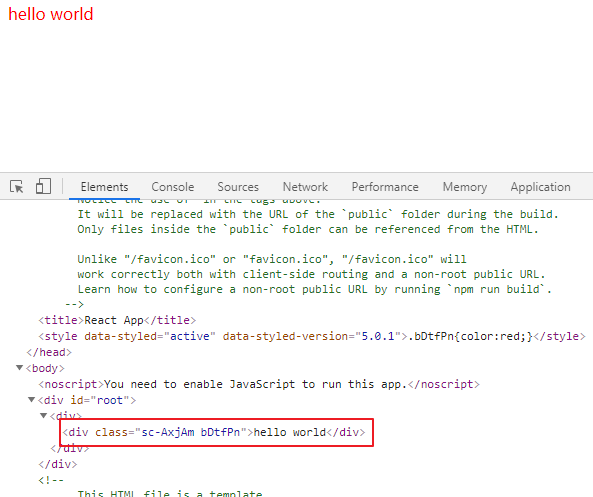 hello world
Elements Console Sources Network Performance Memory Application
Notice the use of  in the tags above.
It will be replaced with the URL of the `public` folder during the build.
Only files inside the `public` folder can be referenced from the HTML.
Unlike "/favicon.ico" or "favicon.ico", "/favicon.ico" will
work correctly both with client-side routing and a non-root public URL.
Learn how to configure a non-root public URL by running `npm run build`.
-->
<title>React App</title>
<style data-styled="active" data-styled-version="5.0.1">.bDtfPn{color:red;}</style>
</head>
<body>
<noscript>You need to enable JavaScript to run this app.</noscript>
<div id="root">
<div>
<div class="sc-AxjAm bDtfPn">hello world</div>
</div>
</div>
<!--
This HTML file is a template